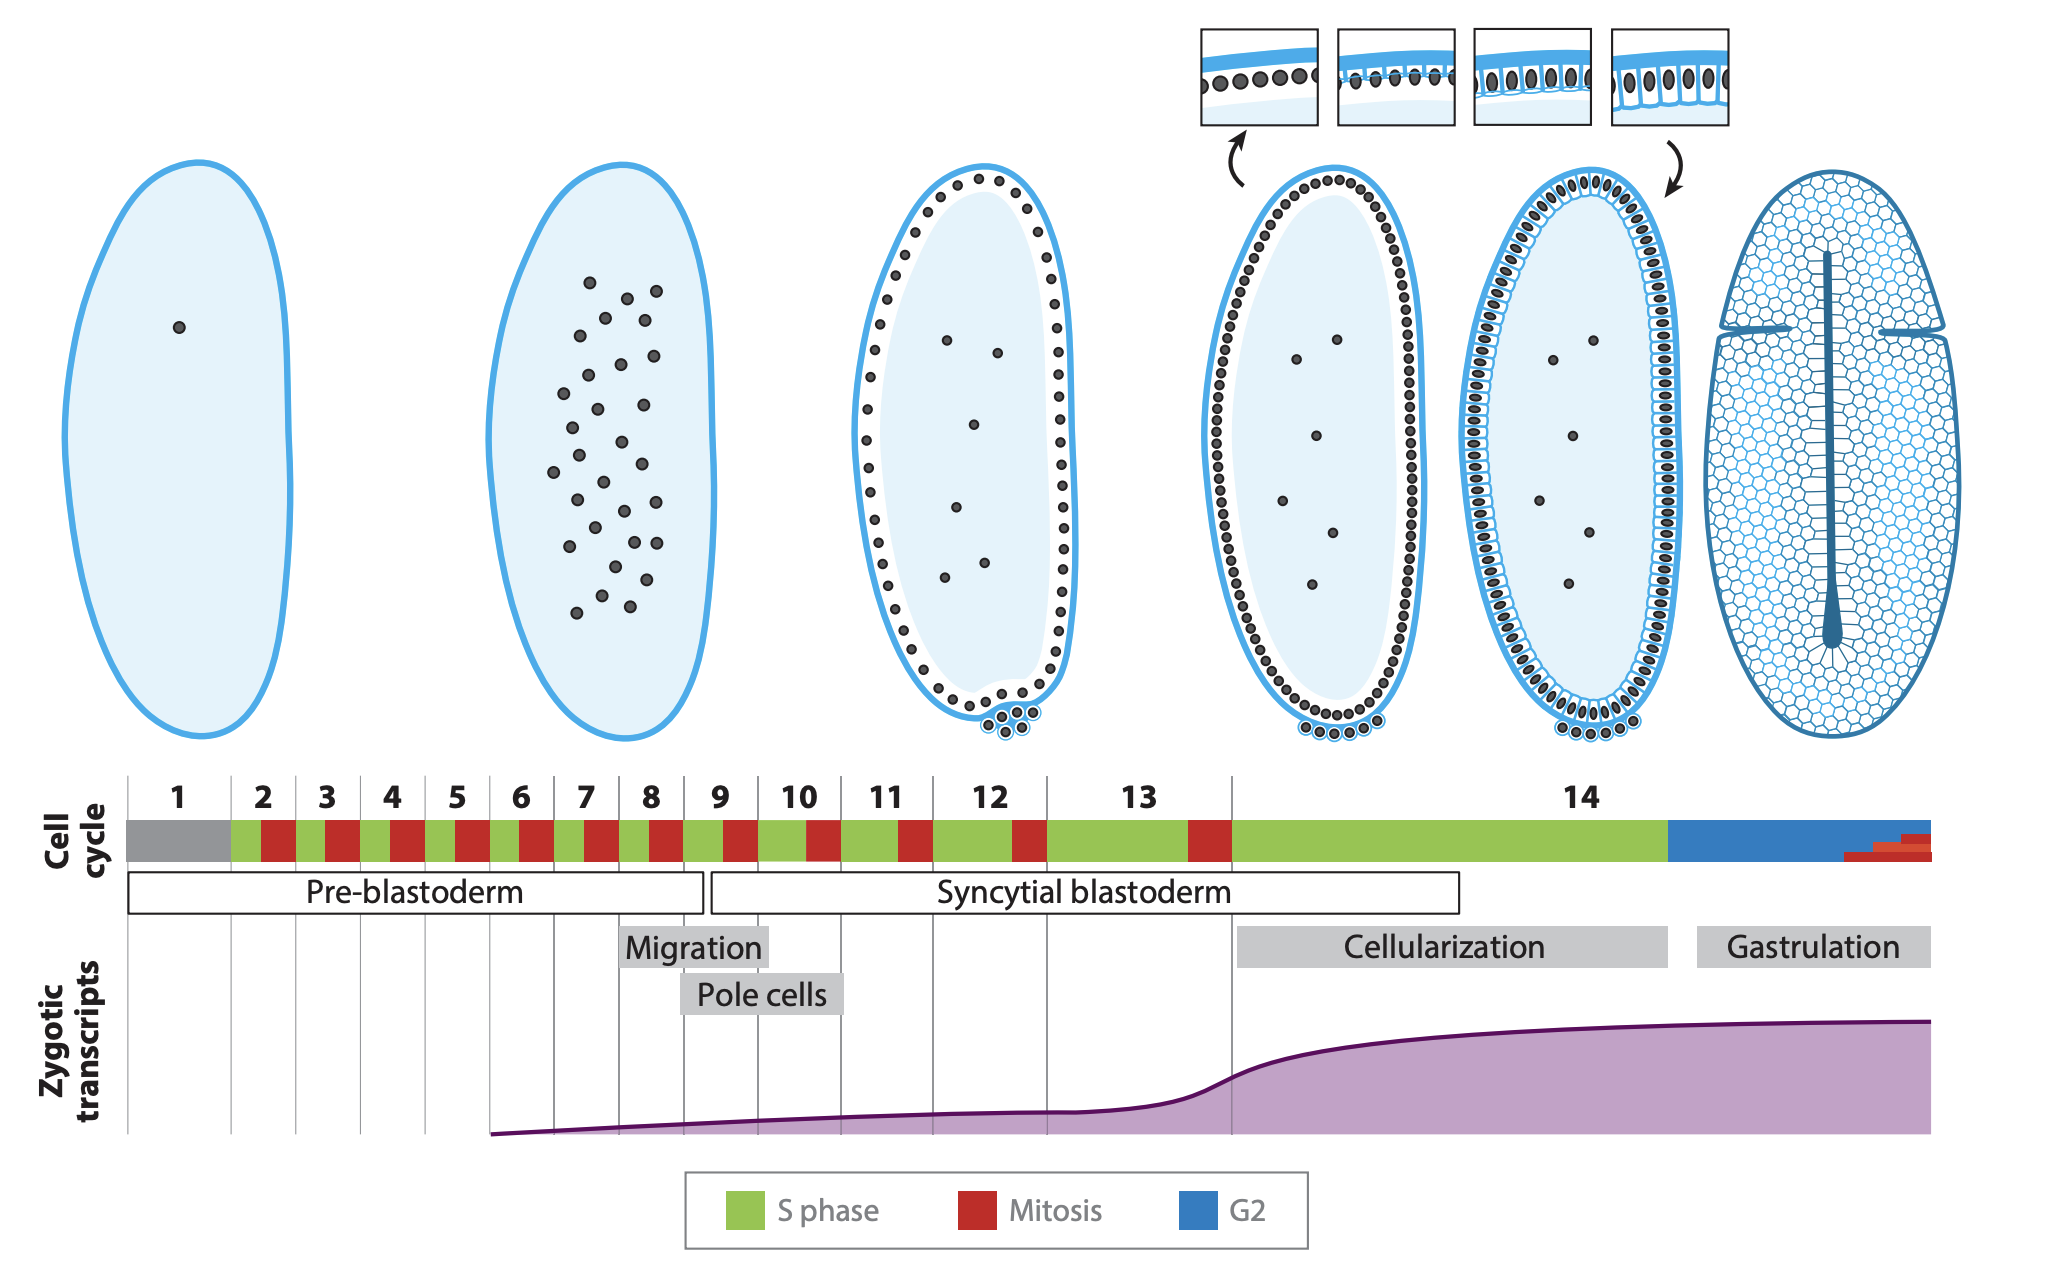 Cell
cycle
1 2 3 4 5 6 7 8 9 10 11 12 13 14
Pre-blastoderm
Syncytial blastoderm
Migration
Cellularization
Gastrulation
Pole cells
Zygotic
transcripts
S phase
Mitosis
G2